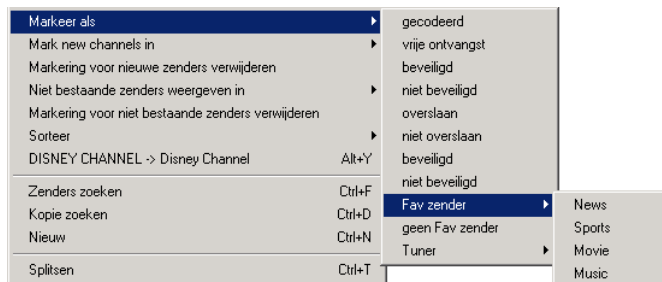 Markeer als
Mark new channels in
Markering voor nieuwe zenders verwijderen
Niet bestaande zenders weergeven in
Markering voor niet bestaande zenders verwijderen
Sorteer
DISNEY CHANNEL -> Disney Channel Alt+Y
Zenders zoeken Ctrl+F
Kopie zoeken Ctrl+D
Nieuw Ctrl+N
Splitsen Ctrl+T
gecodeerd
vrije ontvangst
beveiligd
niet beveiligd
overslaan
niet overslaan
beveiligd
niet beveiligd
Fav zender
geen Fav zender
Tuner
News
Sports
Movie
Music